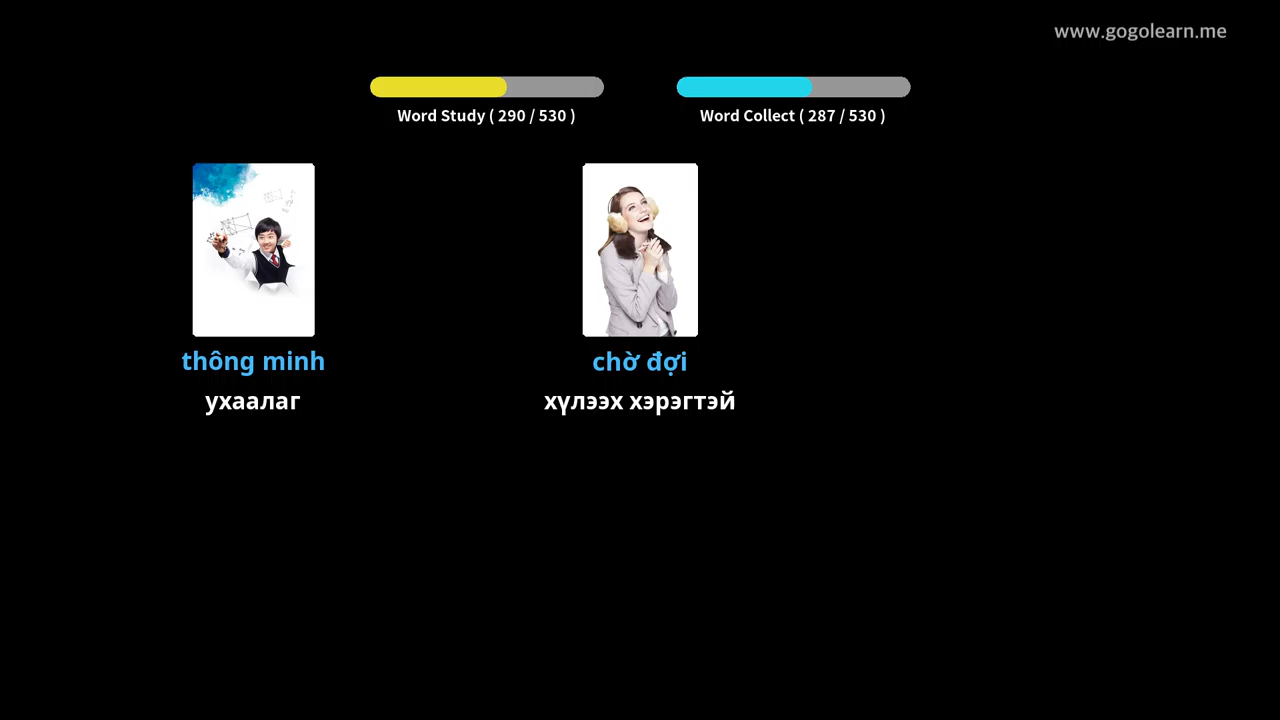 www.gogolearn.me
Word Study ( 290 / 530 )
Word Collect ( 287 / 530 )
thông minh
ухаалаг
chờ đợi
хүлээх хэрэгтэй